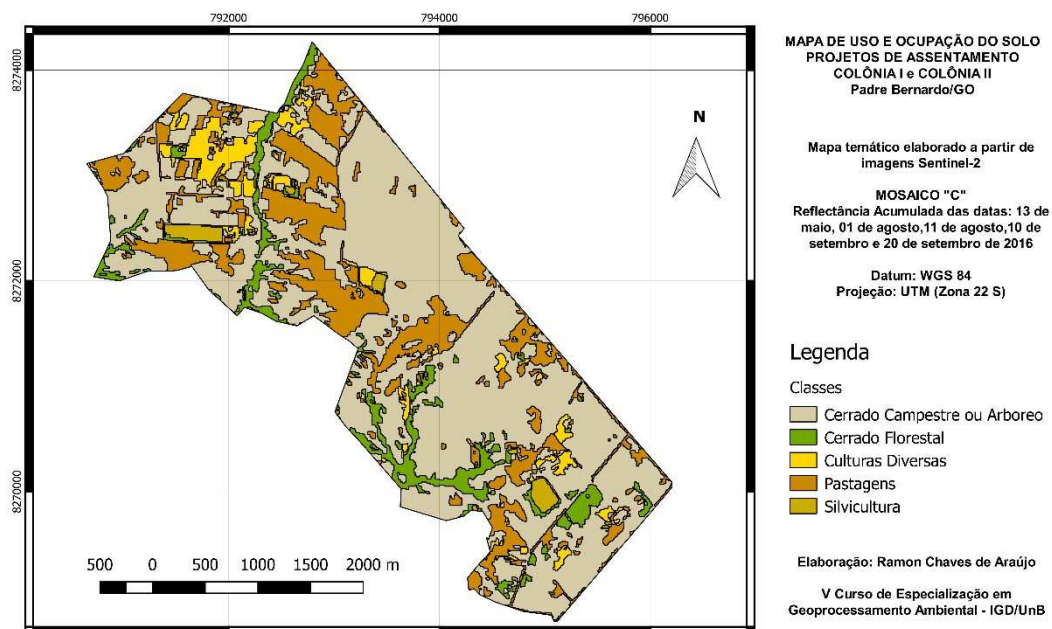 792000
794000
796000
8274000
8272000
8270000
N
500 0 500 1000 1500 2000 m
MAPA DE USO E OCUPAÇÃO DO SOLO
PROJETOS DE ASSENTAMENTO
COLÔNIA I e COLÔNIA II
Padre Bernardo/GO
Mapa temático elaborado a partir de
imagens Sentinel-2
MOSAICO "C"
Reflectância Acumulada das datas: 13 de
maio, 01 de agosto,11 de agosto,10 de
setembro e 20 de setembro de 2016
Datum: WGS 84
Projeção: UTM (Zona 22 S)
Legenda
Classes
Cerrado Campestre ou Arboreo
Cerrado Florestal
Culturas Diversas
Pastagens
Silvicultura
Elaboração: Ramon Chaves de Araújo
V Curso de Especialização em
Geoprocessamento Ambiental - IGD/UnB